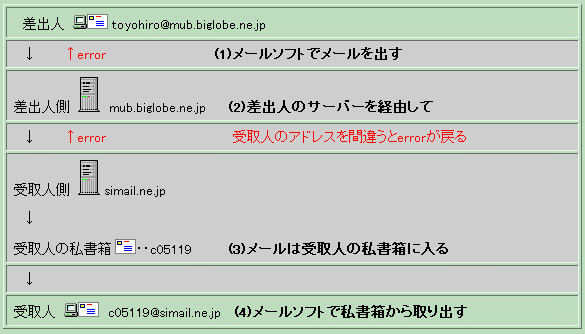 差出人 toyohiro@mub.biglobe.ne.jp
↓ ↑error (1)メールソフトでメールを出す
差出人側 mub.biglobe.ne.jp (2)差出人のサーバーを経由して
↓ ↑error 受取人のアドレスを間違うとerrorが戻る
受取人側 simail.ne.jp
↓
受取人の私書箱 ‥c05119 (3)メールは受取人の私書箱に入る
↓
受取人 c05119@simail.ne.jp (4)メールソフトで私書箱から取り出す